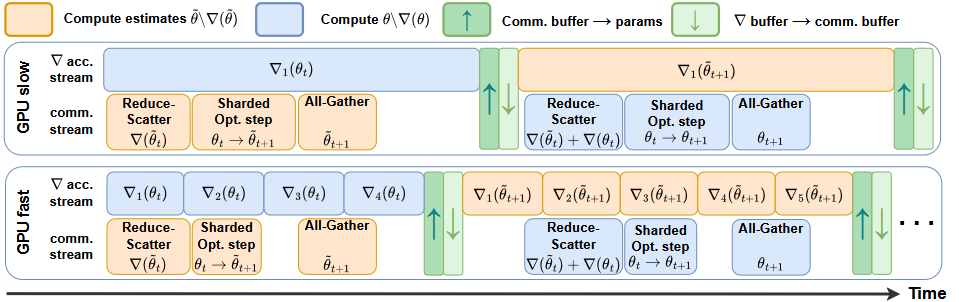 Compute estimates θ̃\∇(θ̃)
Compute θ\∇(θ)
Comm. buffer → params
∇ buffer → comm. buffer
GPU slow
∇ acc.
stream
∇₁(θₜ)
↑
↓
∇₁(θ̃ₜ₊₁)
↑
↓
comm.
stream
Reduce-
Scatter
∇(θ̃ₜ)
Sharded
Opt. step
θₜ → θ̃ₜ₊₁
All-Gather
θ̃ₜ₊₁
Reduce-
Scatter
∇(θ̃ₜ) + ∇(θₜ)
Sharded
Opt. step
θₜ → θₜ₊₁
All-Gather
θₜ₊₁
GPU fast
∇ acc.
stream
∇₁(θₜ)
∇₂(θₜ)
∇₃(θₜ)
∇₄(θₜ)
↑
↓
∇₁(θ̃ₜ₊₁)
∇₂(θ̃ₜ₊₁)
∇₃(θ̃ₜ₊₁)
∇₄(θ̃ₜ₊₁)
∇₅(θ̃ₜ₊₁)
↑
↓
...
comm.
stream
Reduce-
Scatter
∇(θ̃ₜ)
Sharded
Opt. step
θₜ → θ̃ₜ₊₁
All-Gather
θ̃ₜ₊₁
Reduce-
Scatter
∇(θ̃ₜ) + ∇(θₜ)
Sharded
Opt. step
θₜ → θₜ₊₁
All-Gather
θₜ₊₁
Time